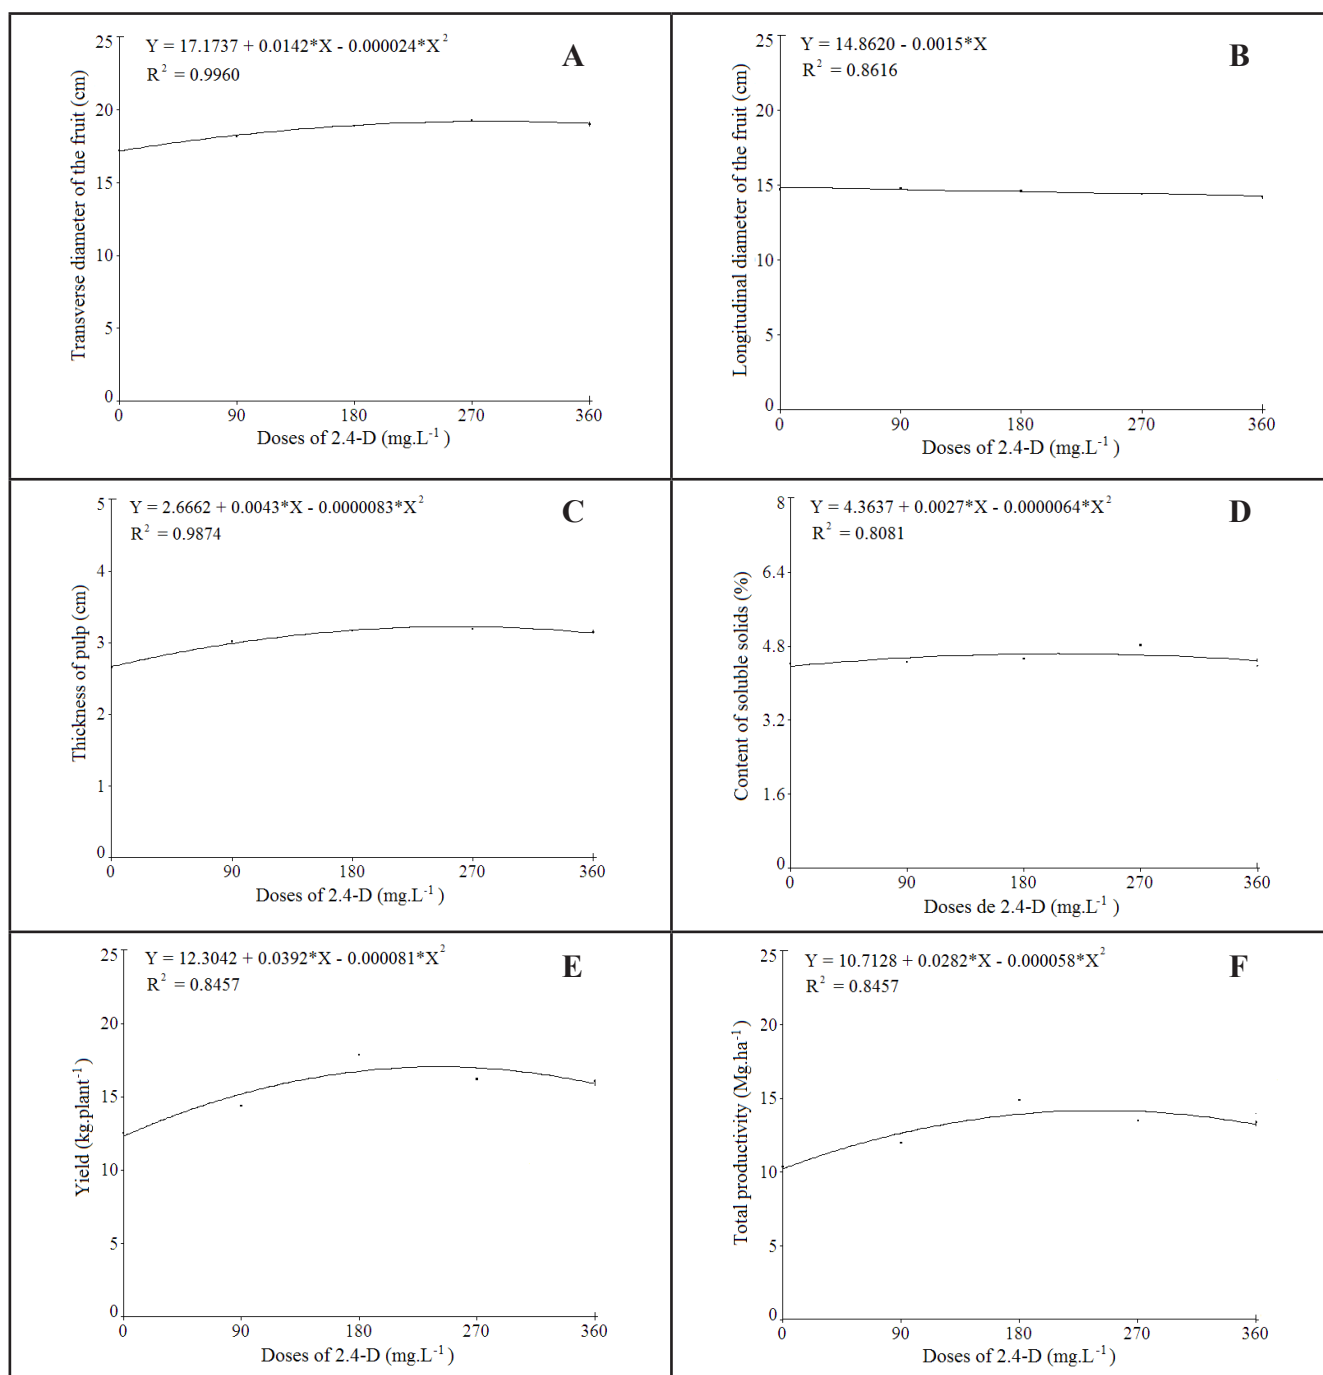 Y = 17.1737 + 0.0142*X - 0.000024*X²
R² = 0.9960
A
Transverse diameter of the fruit (cm)
25
20
15
10
5
0
0 90 180 270 360
Doses of 2.4-D (mg.L⁻¹ )
Y = 14.8620 - 0.0015*X
R² = 0.8616
B
Longitudinal diameter of the fruit (cm)
25
20
15
10
5
0
0 90 180 270 360
Doses of 2.4-D (mg.L⁻¹ )
Y = 2.6662 + 0.0043*X - 0.0000083*X²
R² = 0.9874
C
Thickness of pulp (cm)
5
4
3
2
1
0
0 90 180 270 360
Doses of 2.4-D (mg.L⁻¹ )
Y = 4.3637 + 0.0027*X - 0.0000064*X²
R² = 0.8081
D
Content of soluble solids (%)
8
6.4
4.8
3.2
1.6
0
0 90 180 270 360
Doses de 2.4-D (mg.L⁻¹ )
Y = 12.3042 + 0.0392*X - 0.000081*X²
R² = 0.8457
E
Yield (kg.plant⁻¹)
25
20
15
10
5
0
0 90 180 270 360
Doses of 2.4-D (mg.L⁻¹ )
Y = 10.7128 + 0.0282*X - 0.000058*X²
R² = 0.8457
F
Total productivity (Mg.ha⁻¹)
25
20
15
10
5
0
0 90 180 270 360
Doses of 2.4-D (mg.L⁻¹ )